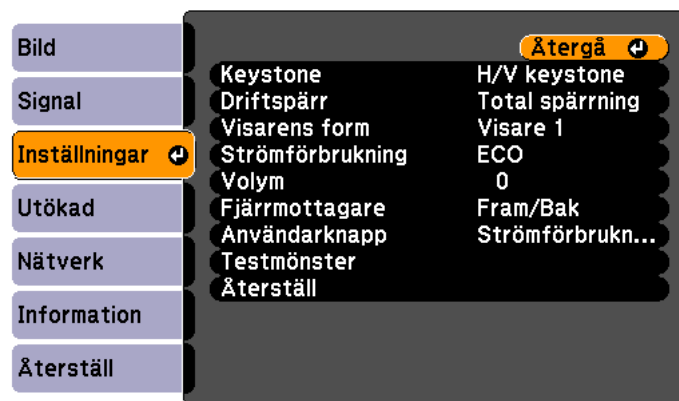 Bild
Signal
Inställningar
Utökad
Nätverk
Information
Återställ
Återgå
Keystone H/V keystone
Driftspärr Total spärrning
Visarens form Visare 1
Strömförbrukning ECO
Volym 0
Fjärrmottagare Fram/Bak
Användarknapp Strömförbrukn...
Testmönster
Återställ